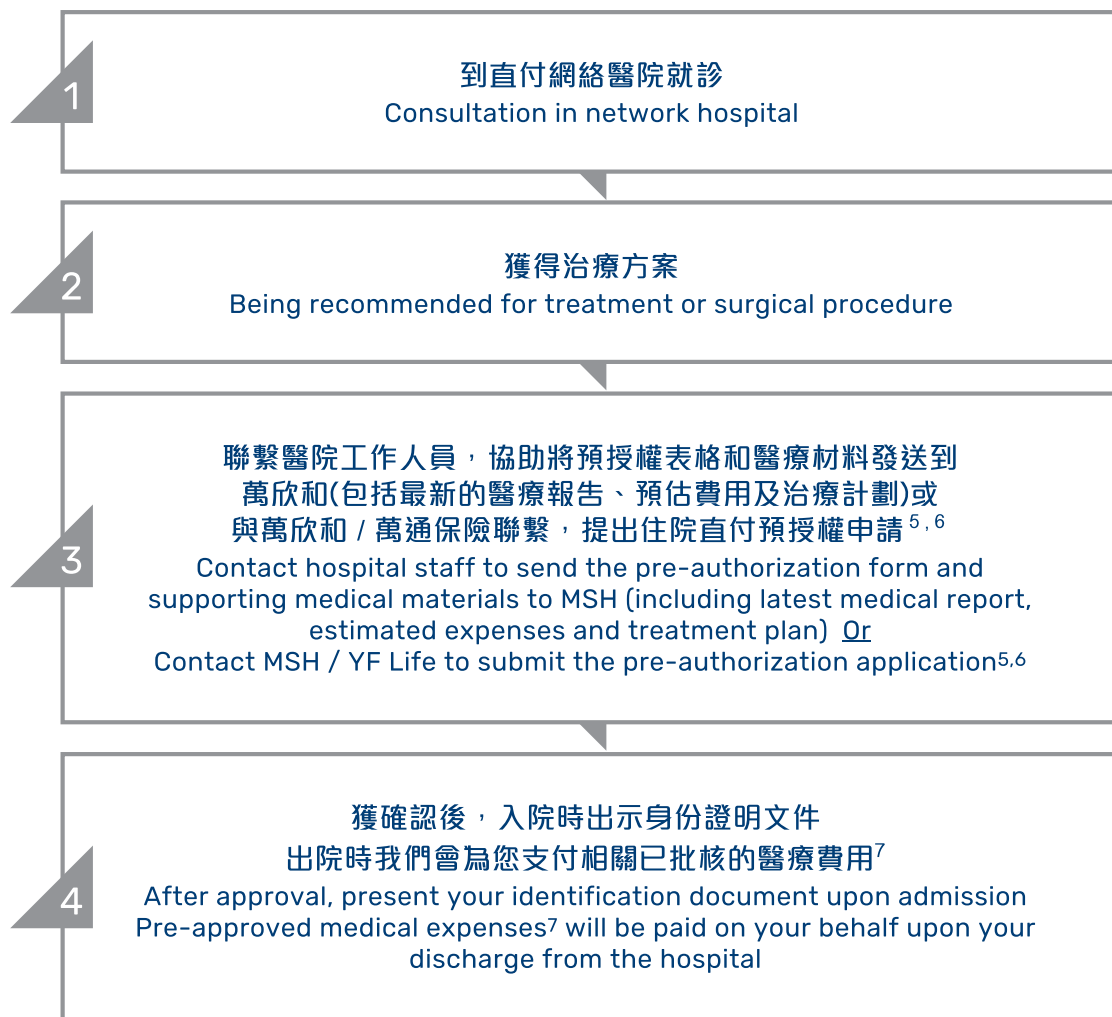 1
到直付網絡醫院就診
Consultation in network hospital
2
獲得治療方案
Being recommended for treatment or surgical procedure
3
聯繫醫院工作人員，協助將預授權表格和醫療材料發送到
萬欣和(包括最新的醫療報告、預估費用及治療計劃)或
與萬欣和 / 萬通保險聯繫，提出住院直付預授權申請 5,6
Contact hospital staff to send the pre-authorization form and
supporting medical materials to MSH (including latest medical report,
estimated expenses and treatment plan) Or
Contact MSH / YF Life to submit the pre-authorization application5,6
4
獲確認後，入院時出示身份證明文件
出院時我們會為您支付相關已批核的醫療費用7
After approval, present your identification document upon admission
Pre-approved medical expenses7 will be paid on your behalf upon your
discharge from the hospital